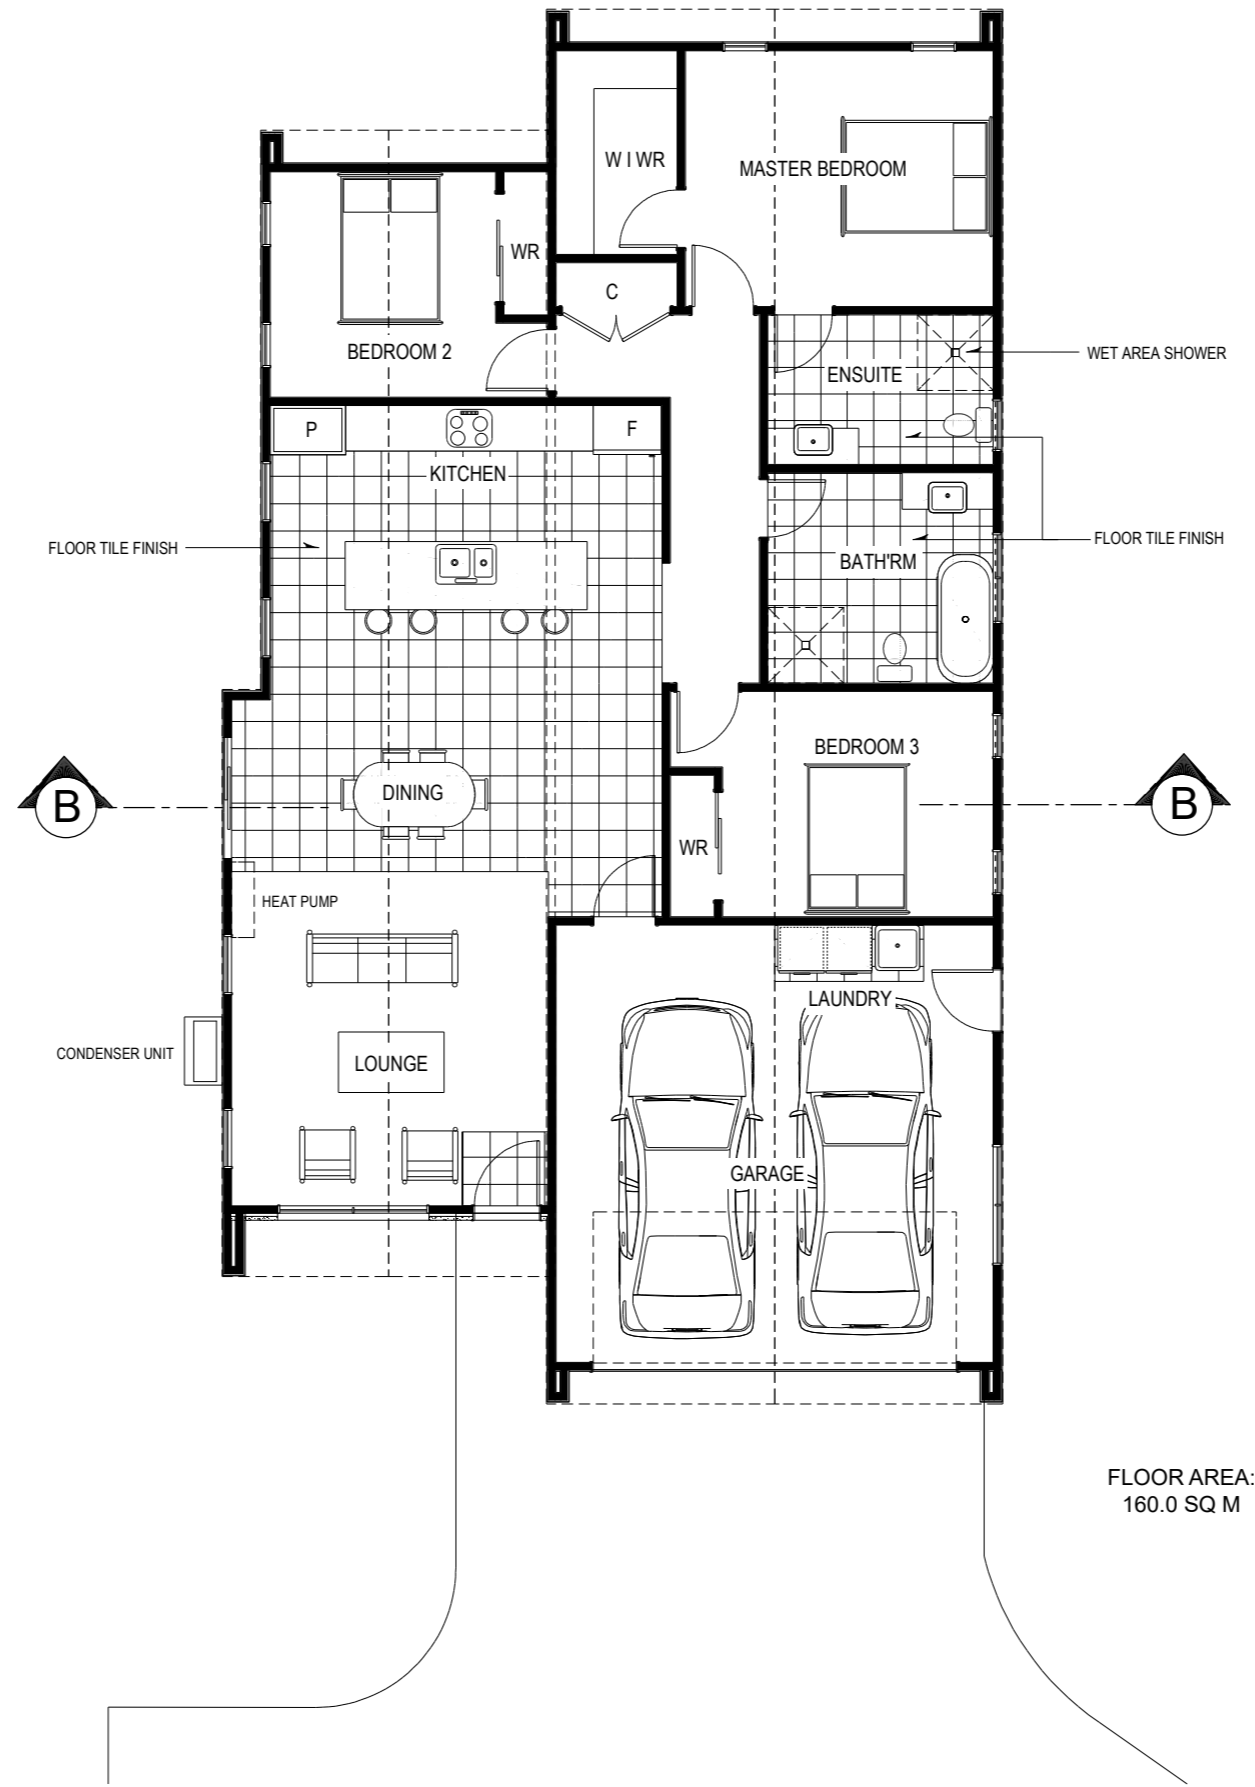 W I WR
MASTER BEDROOM
WR
C
BEDROOM 2
WET AREA SHOWER
ENSUITE
P
F
KITCHEN
FLOOR TILE FINISH
FLOOR TILE FINISH
BATH'RM
BEDROOM 3
B
DINING
B
WR
HEAT PUMP
LAUNDRY
CONDENSER UNIT
LOUNGE
GARAGE
FLOOR AREA:
160.0 SQ M